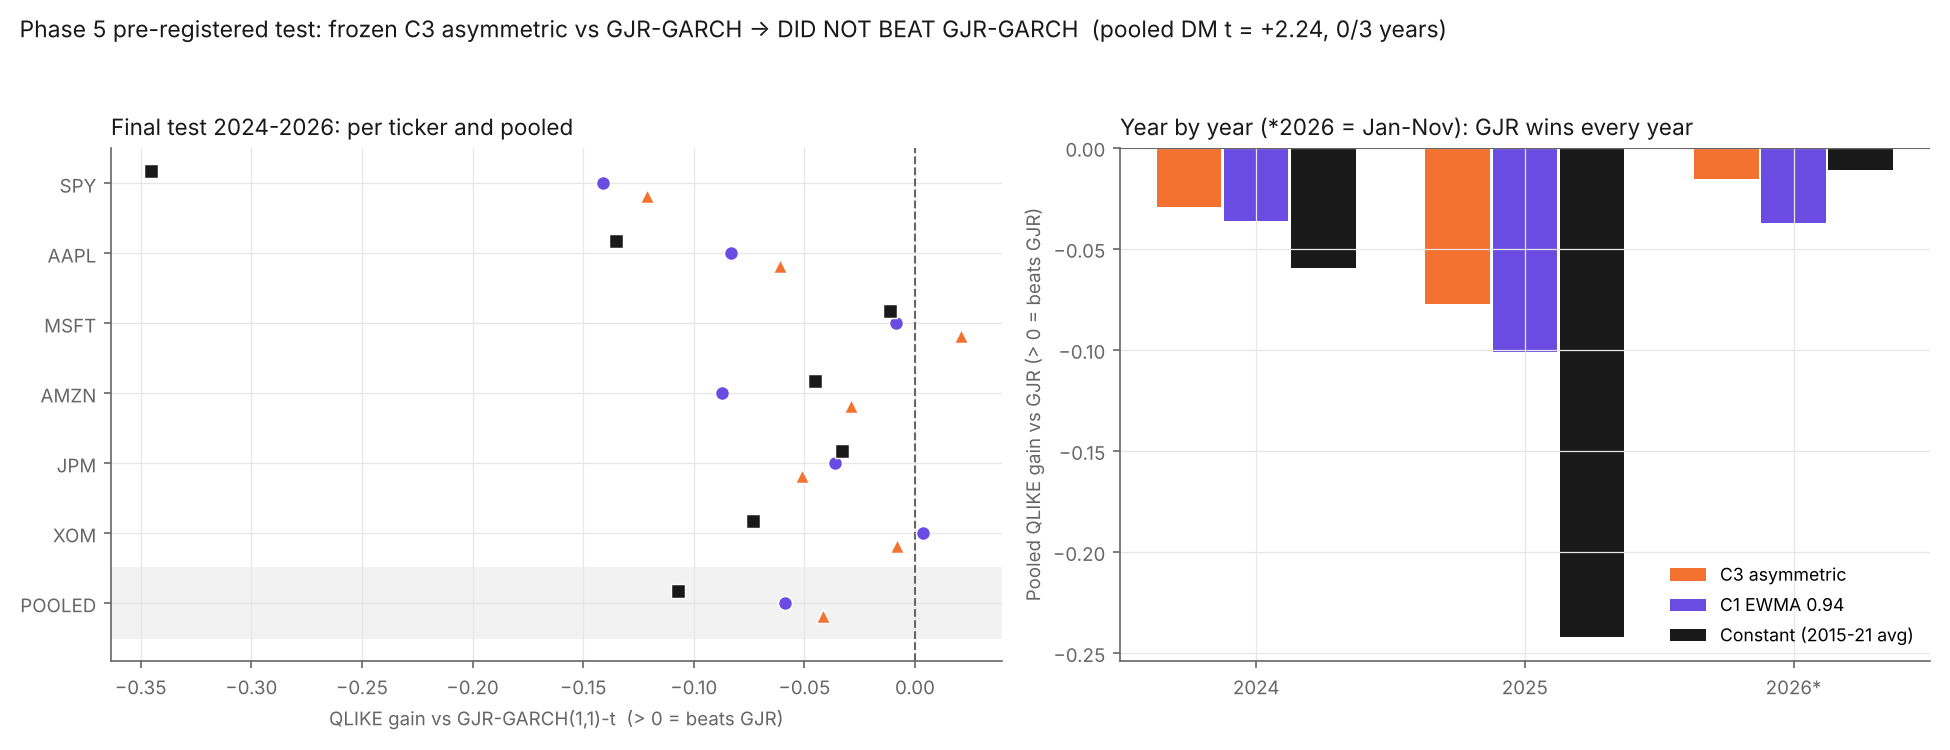 Phase 5 pre-registered test: frozen C3 asymmetric vs GJR-GARCH → DID NOT BEAT GJR-GARCH (pooled DM t = +2.24, 0/3 years)
Final test 2024-2026: per ticker and pooled
SPY
AAPL
MSFT
AMZN
JPM
XOM
POOLED
−0.35 −0.30 −0.25 −0.20 −0.15 −0.10 −0.05 0.00
QLIKE gain vs GJR-GARCH(1,1)-t (> 0 = beats GJR)
Year by year (*2026 = Jan-Nov): GJR wins every year
Pooled QLIKE gain vs GJR (> 0 = beats GJR)
0.00
−0.05
−0.10
−0.15
−0.20
−0.25
C3 asymmetric
C1 EWMA 0.94
Constant (2015-21 avg)
2024 2025 2026*